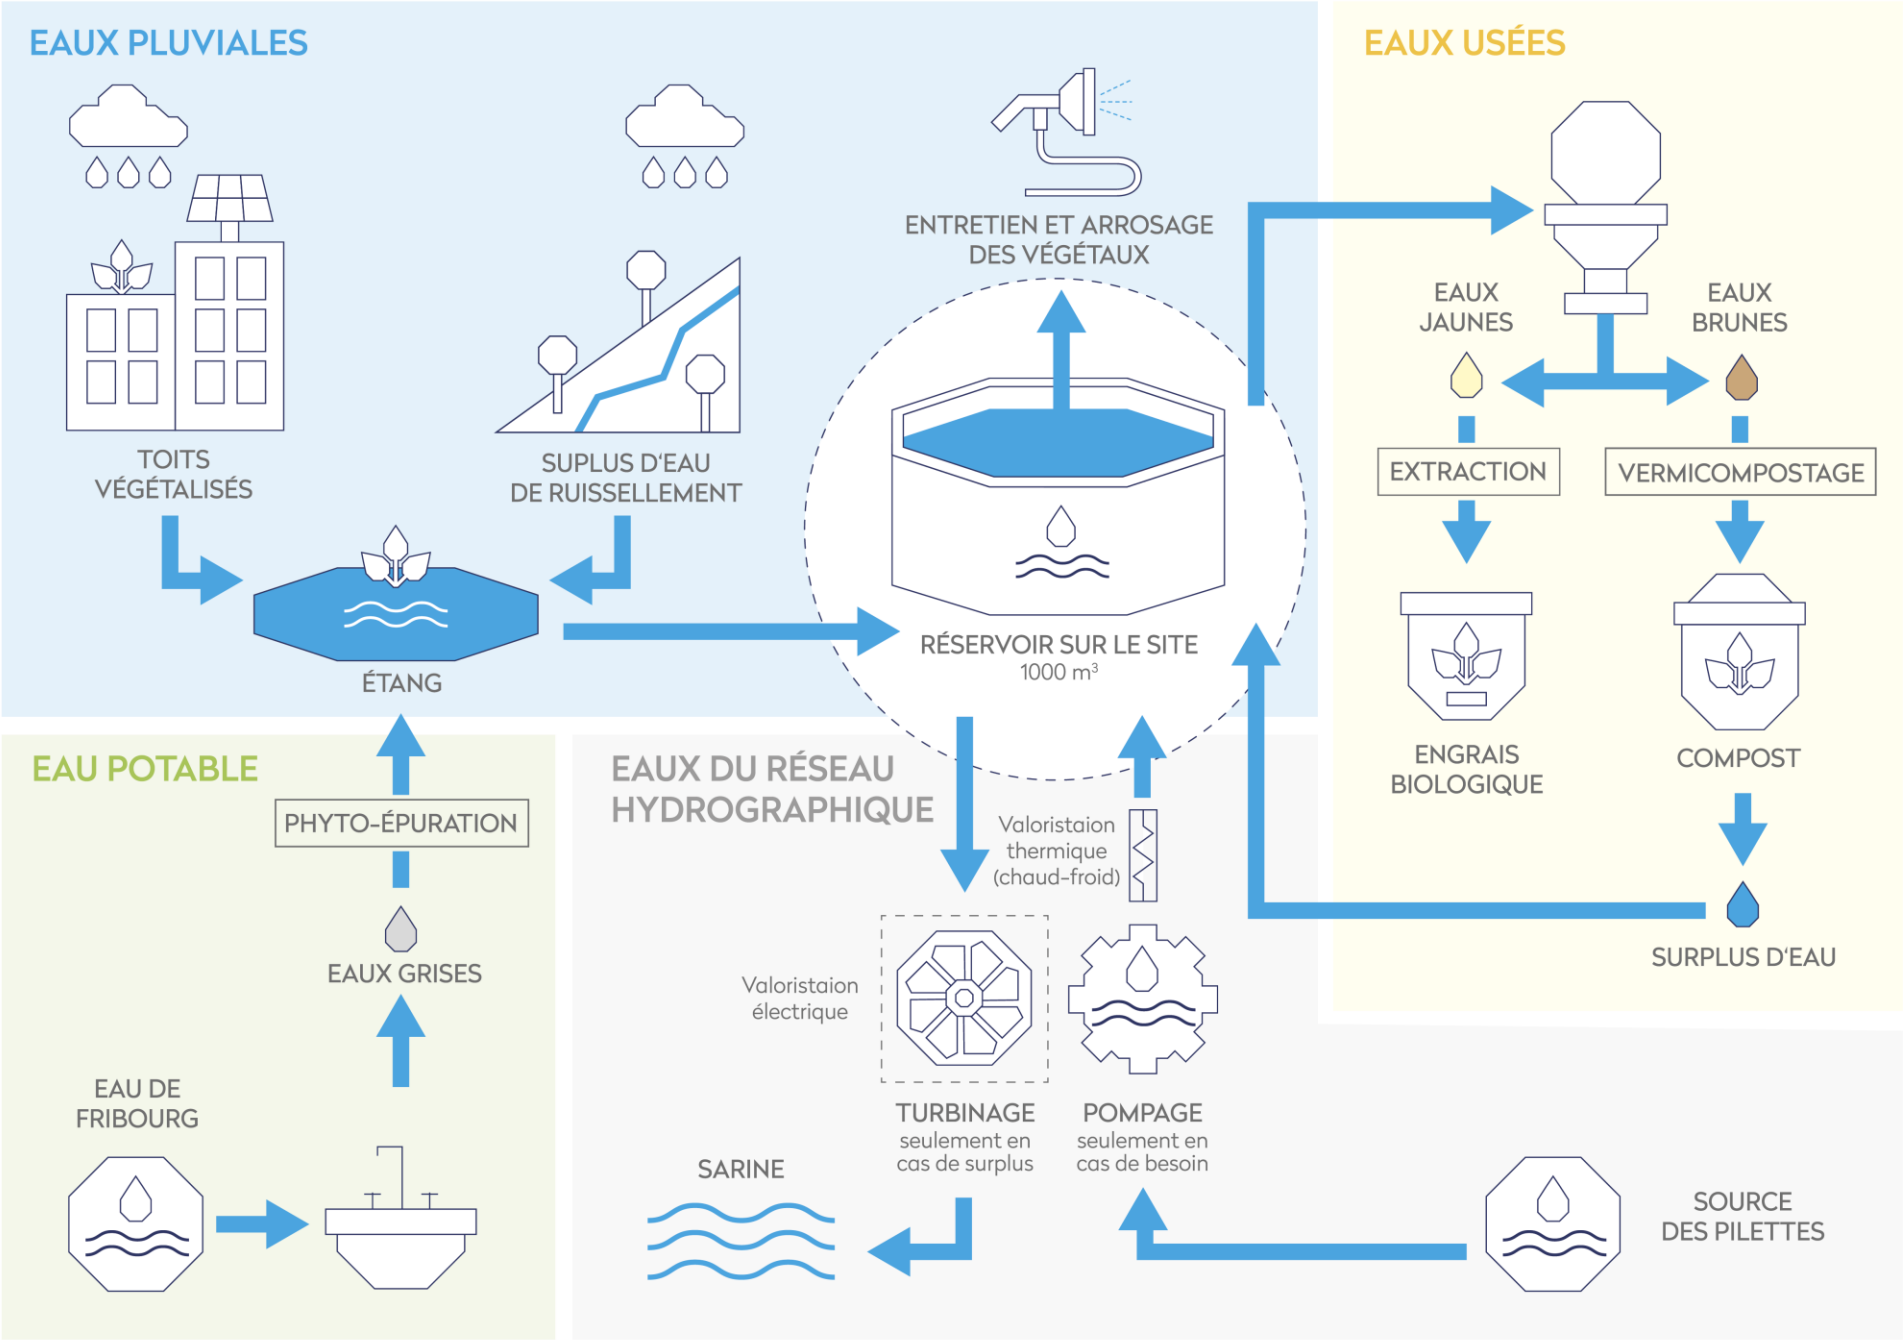 EAUX PLUVIALES
TOITS
VÉGÉTALISÉS
SUPLUS D'EAU
DE RUISSELLEMENT
ENTRETIEN ET ARROSAGE
DES VÉGÉTAUX
ÉTANG
RÉSERVOIR SUR LE SITE
1000 m³
EAUX USÉES
EAUX
JAUNES
EAUX
BRUNES
EXTRACTION
VERMICOMPOSTAGE
ENGRAIS
BIOLOGIQUE
COMPOST
SURPLUS D'EAU
EAU POTABLE
PHYTO-ÉPURATION
EAUX GRISES
EAU DE
FRIBOURG
EAUX DU RÉSEAU
HYDROGRAPHIQUE
Valoristaion
thermique
(chaud-froid)
Valoristaion
électrique
TURBINAGE
seulement en
cas de surplus
POMPAGE
seulement en
cas de besoin
SARINE
SOURCE
DES PILETTES